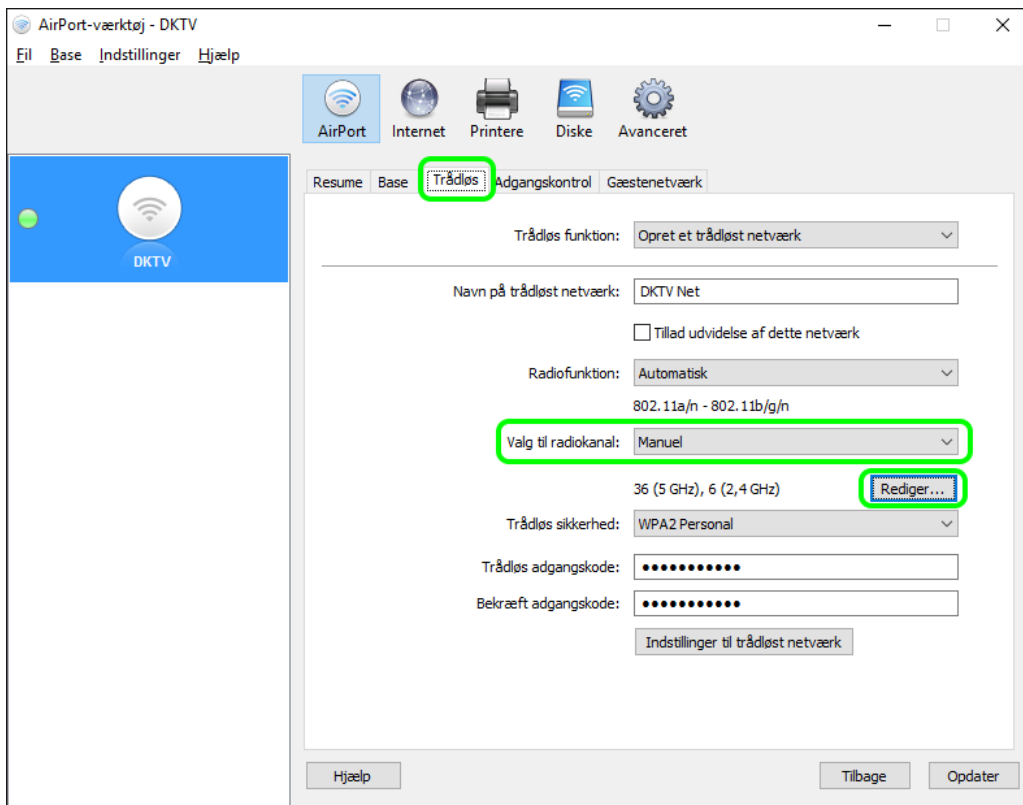 AirPort-værktøj - DKTV
Fil Base Indstillinger Hjælp
AirPort Internet Printere Diske Avanceret
DKTV
Resume Base Trådløs Adgangskontrol Gæstenetværk
Trådløs funktion: Opret et trådløst netværk
Navn på trådløst netværk: DKTV Net
Tillad udvidelse af dette netværk
Radiofunktion: Automatisk
802.11a/n - 802.11b/g/n
Valg til radiokanal: Manuel
36 (5 GHz), 6 (2,4 GHz) Rediger...
Trådløs sikkerhed: WPA2 Personal
Trådløs adgangskode: •••••••••••
Bekræft adgangskode: •••••••••••
Indstillinger til trådløst netværk
Hjælp Tilbage Opdater